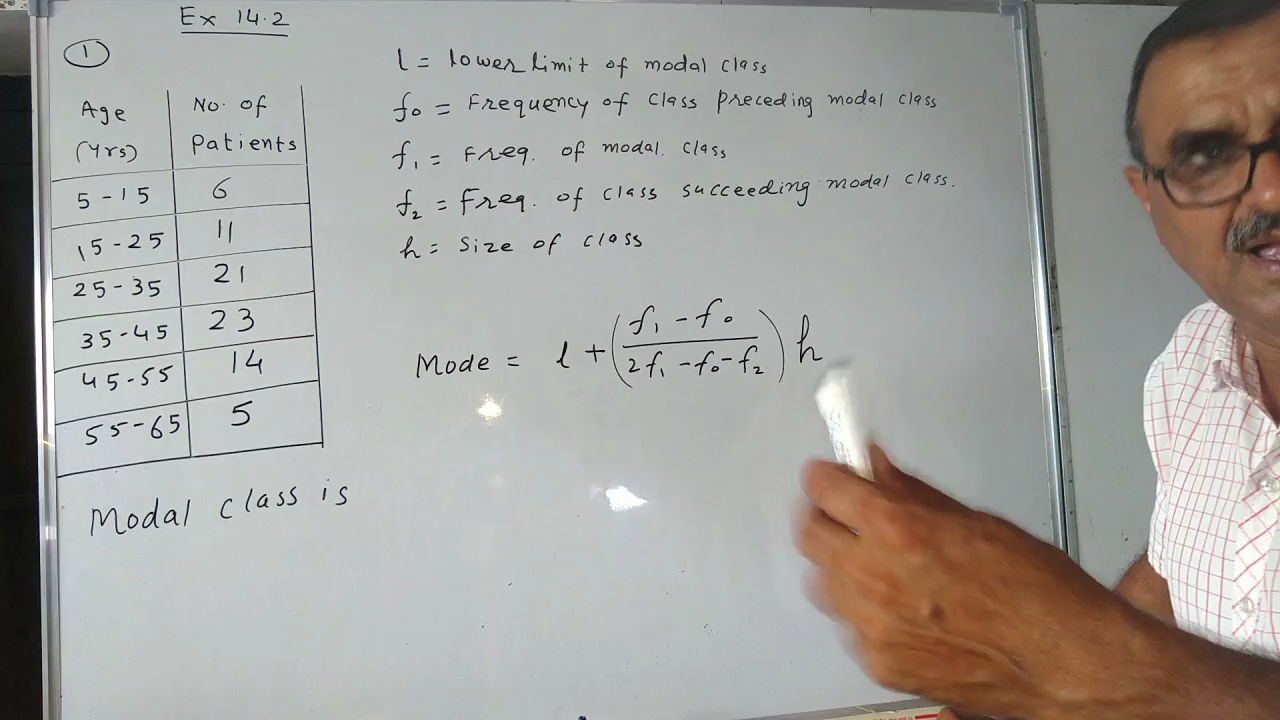 Ex 14.2
1
Age (Yrs) No. of Patients
5-15 6
15-25 11
25-35 21
35-45 23
45-55 14
55-65 5
Modal class is
l = lower limit of modal class
f₀ = Frequency of class preceding modal class
f₁ = Freq. of modal. class
f₂ = Freq. of class succeeding modal class.
h = Size of class
Mode = l + ( f₁ - f₀ / 2f₁ - f₀ - f₂ ) h